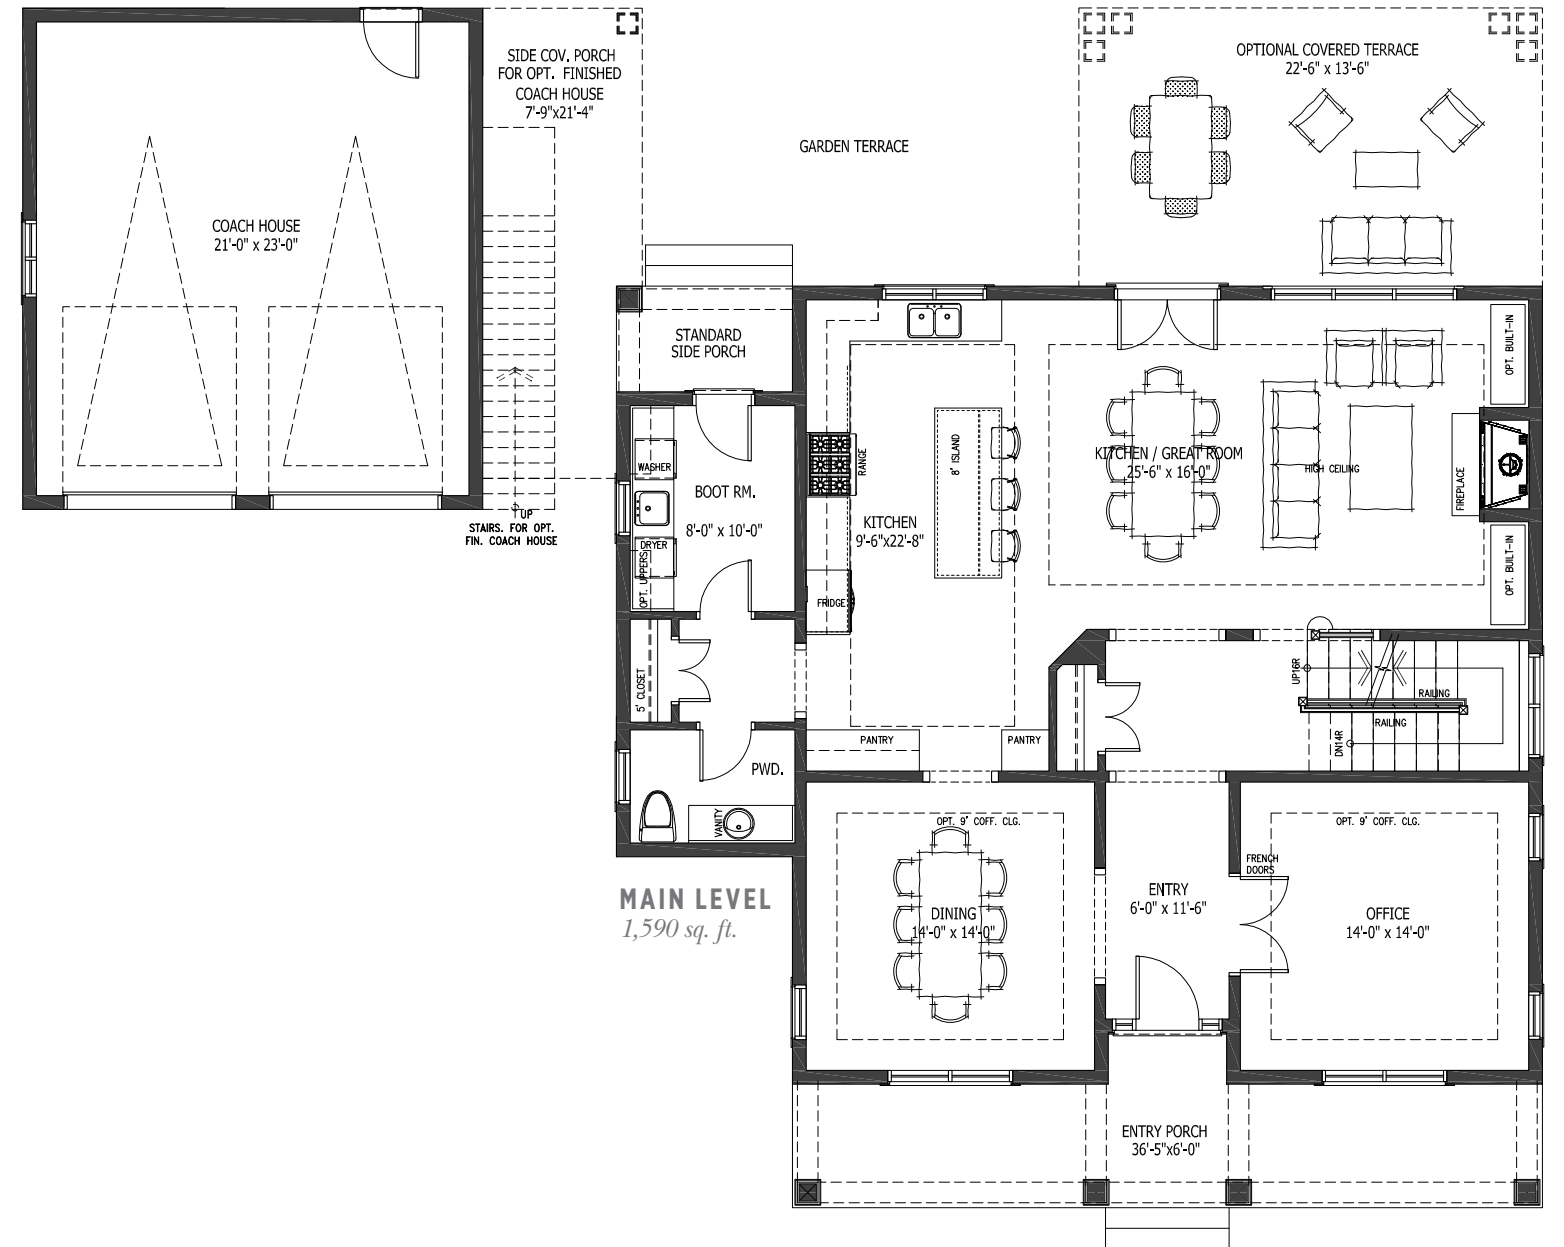 SIDE COV. PORCH
FOR OPT. FINISHED
COACH HOUSE
7'-9"x21'-4"
OPTIONAL COVERED TERRACE
22'-6" x 13'-6"
GARDEN TERRACE
COACH HOUSE
21'-0" x 23'-0"
STANDARD
SIDE PORCH
OPT. BUILT-IN
WASHER
BOOT RM.
8'-0" x 10'-0"
DRYER
OPT. UPPERS
RANGE
8' ISLAND
KITCHEN / GREAT ROOM
25'-6" x 16'-0"
HIGH CEILING
FIREPLACE
KITCHEN
9'-6"x22'-8"
UP
STAIRS. FOR OPT.
FIN. COACH HOUSE
OPT. BUILT-IN
FRIDGE
5' CLOSET
UP16R
RAILING
RAILING
DN14R
PANTRY
PANTRY
PWD.
VANITY
OPT. 9' COFF. CLG.
OPT. 9' COFF. CLG.
FRENCH
DOORS
MAIN LEVEL
1,590 sq. ft.
DINING
14'-0" x 14'-0"
ENTRY
6'-0" x 11'-6"
OFFICE
14'-0" x 14'-0"
ENTRY PORCH
36'-5"x6'-0"